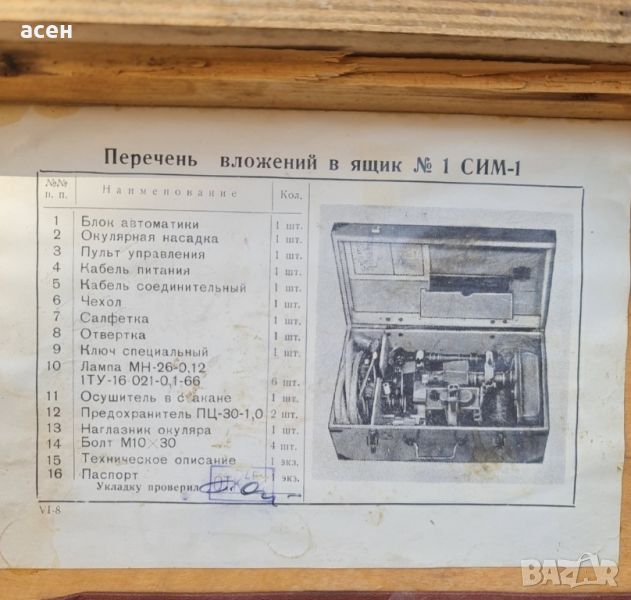 асен
Перечень вложений в ящик № 1 СИМ-1
№№ п. п. Наименование Кол.
1 Блок автоматики 1 шт.
2 Окулярная насадка 1 шт.
3 Пульт управления 1 шт.
4 Кабель питания 1 шт.
5 Кабель соединительный 1 шт.
6 Чехол 1 шт.
7 Салфетка 1 шт.
8 Отвертка 1 шт.
9 Ключ специальный 1 шт.
10 Лампа МН-26-0,12
1ТУ-16 021-0,1-66 6 шт.
11 Осушитель в стакане 1 шт.
12 Предохранитель ПЦ-30-1,0 2 шт.
13 Наглазник окуляра 1 шт.
14 Болт М10×30 4 шт.
15 Техническое описание 1 экз.
16 Паспорт 1 экз.
Укладку проверил ОТК
VI-8
BAZAR